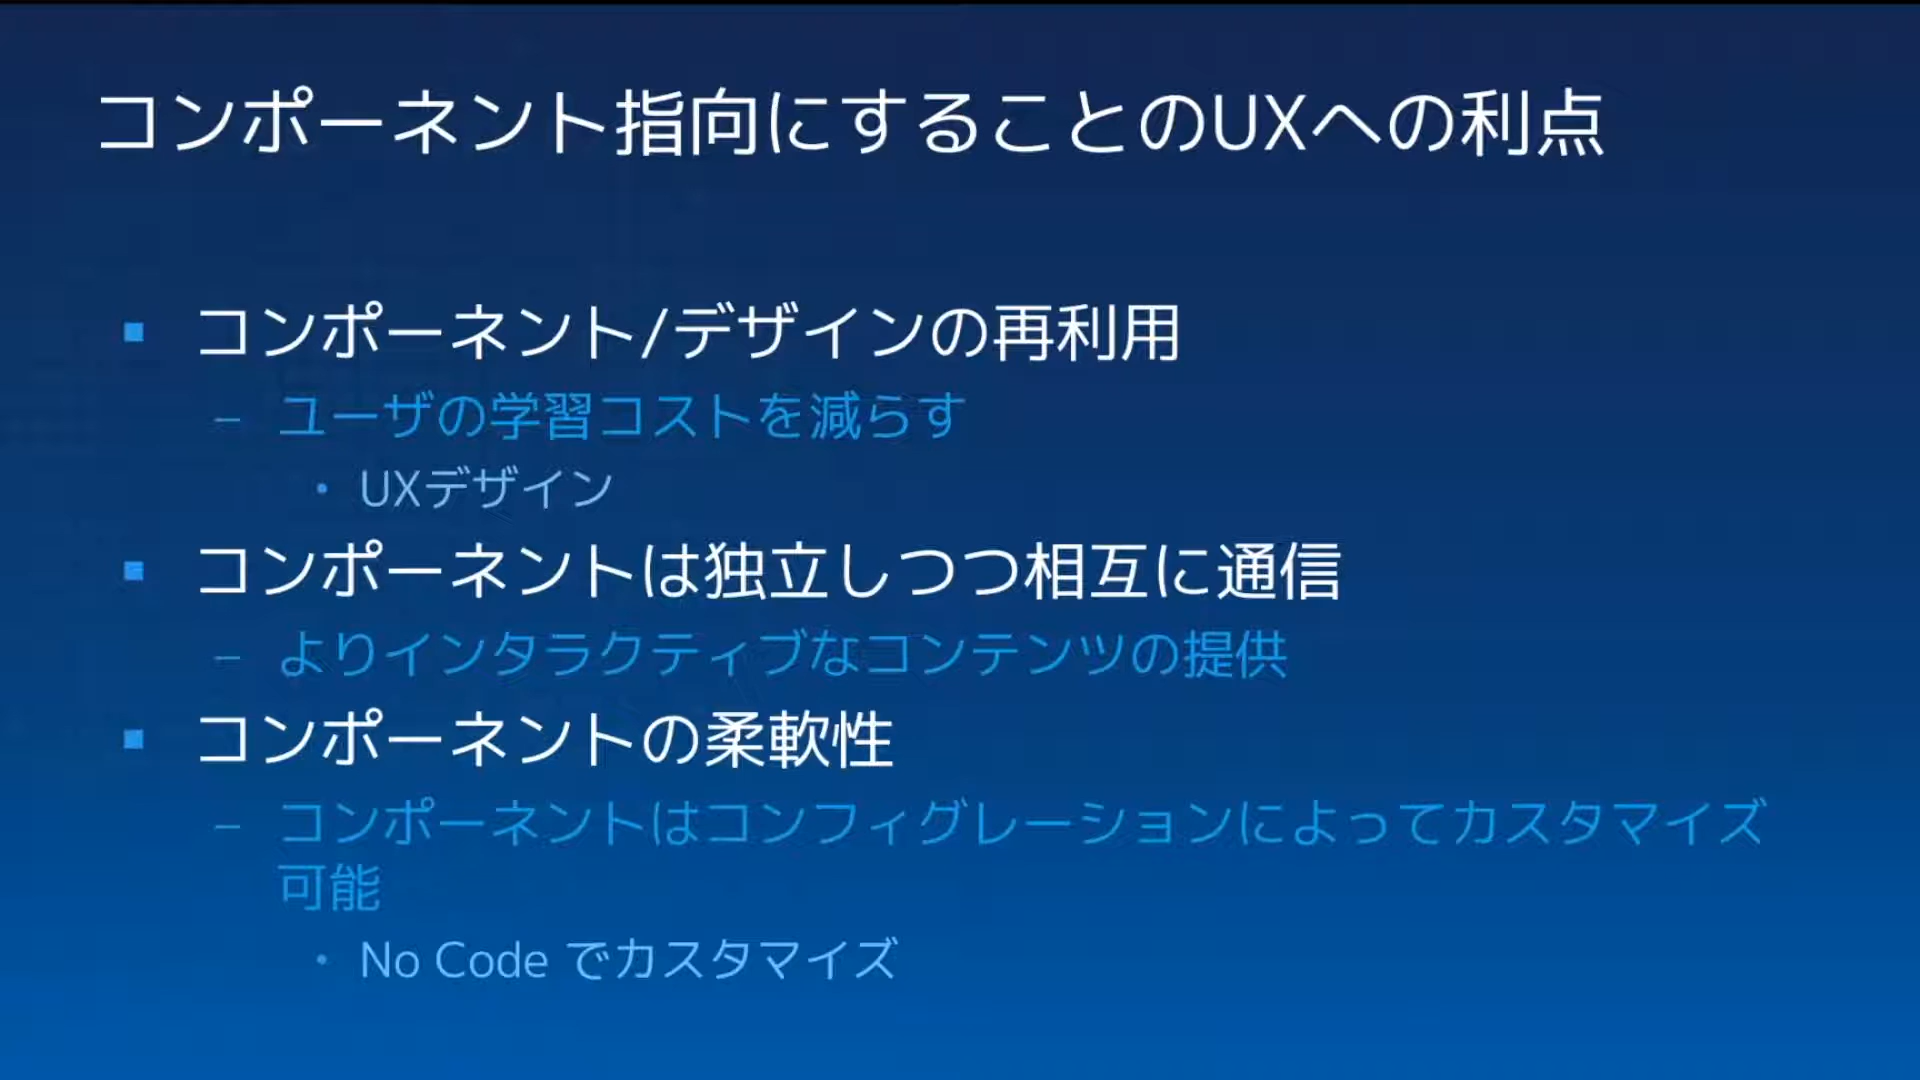 コンポーネント指向にすることのUXへの利点
▪ コンポーネント/デザインの再利用
– ユーザの学習コストを減らす
• UXデザイン
▪ コンポーネントは独立しつつ相互に通信
– よりインタラクティブなコンテンツの提供
▪ コンポーネントの柔軟性
– コンポーネントはコンフィグレーションによってカスタマイズ
可能
• No Code でカスタマイズ